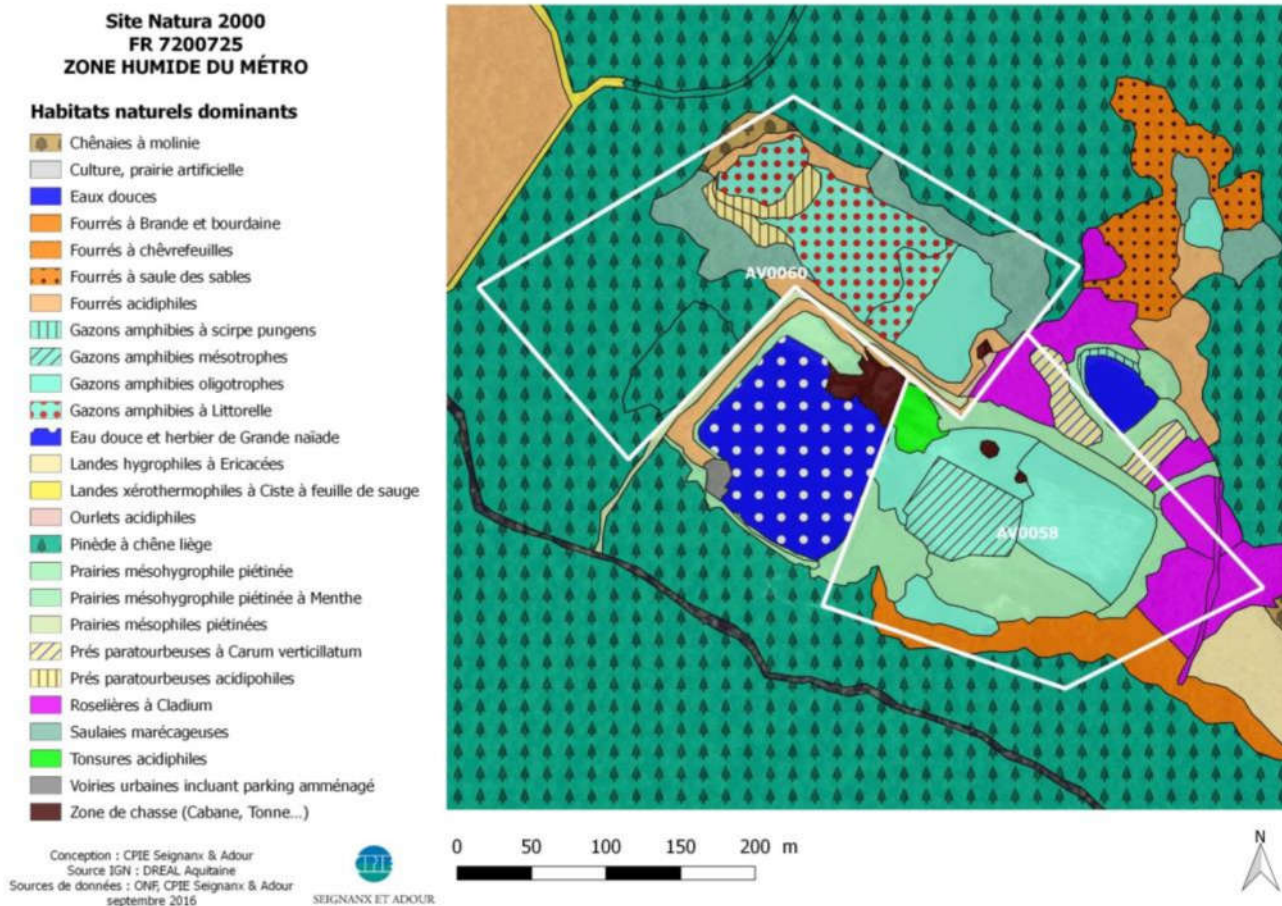 Site Natura 2000
FR 7200725
ZONE HUMIDE DU MÉTRO
Habitats naturels dominants
Chênaies à molinie
Culture, prairie artificielle
Eaux douces
Fourrés à Brande et bourdaine
Fourrés à chêvrefeuilles
Fourrés à saule des sables
Fourrés acidiphiles
Gazons amphibies à scirpe pungens
Gazons amphibies mésotrophes
Gazons amphibies oligotrophes
Gazons amphibies à Littorelle
Eau douce et herbier de Grande naïade
Landes hygrophiles à Ericacées
Landes xérothermophiles à Ciste à feuille de sauge
Ourlets acidiphiles
Pinède à chêne liège
Prairies mésohygrophile piétinée
Prairies mésohygrophile piétinée à Menthe
Prairies mésophiles piétinées
Prés paratourbeuses à Carum verticillatum
Prés paratourbeuses acidipohiles
Roselières à Cladium
Saulaies marécageuses
Tonsures acidiphiles
Voiries urbaines incluant parking amménagé
Zone de chasse (Cabane, Tonne...)
Conception : CPIE Seignanx & Adour
Source IGN : DREAL Aquitaine
Sources de données : ONF, CPIE Seignanx & Adour
septembre 2016
CPIE
SEIGNANX ET ADOUR
AV0060
AV0058
0 50 100 150 200 m
N